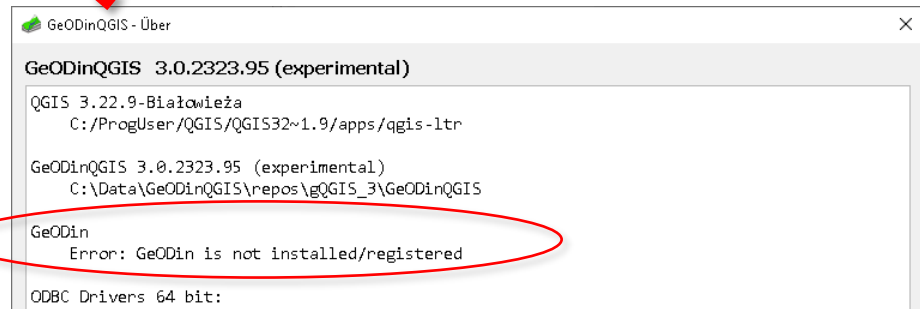 GeODinQGIS - Über
GeODinQGIS 3.0.2323.95 (experimental)
QGIS 3.22.9-Białowieża
C:/ProgUser/QGIS/QGIS32~1.9/apps/qgis-ltr
GeODinQGIS 3.0.2323.95 (experimental)
C:\Data\GeODinQGIS\repos\gQGIS_3\GeODinQGIS
GeODin
Error: GeODin is not installed/registered
ODBC Drivers 64 bit: